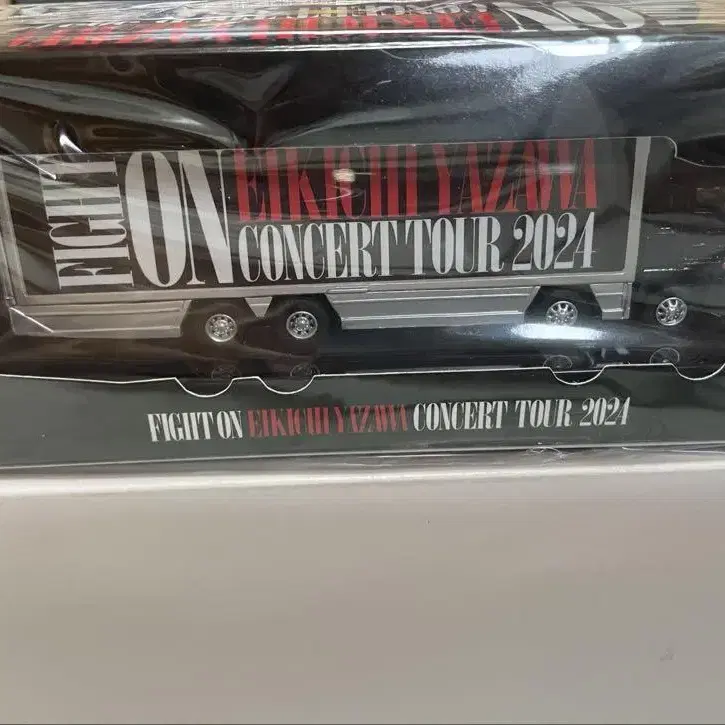 FIGHT
ON
EIKICHI YAZAWA
CONCERT TOUR 2024
FIGHT ON EIKICHI YAZAWA CONCERT TOUR 2024